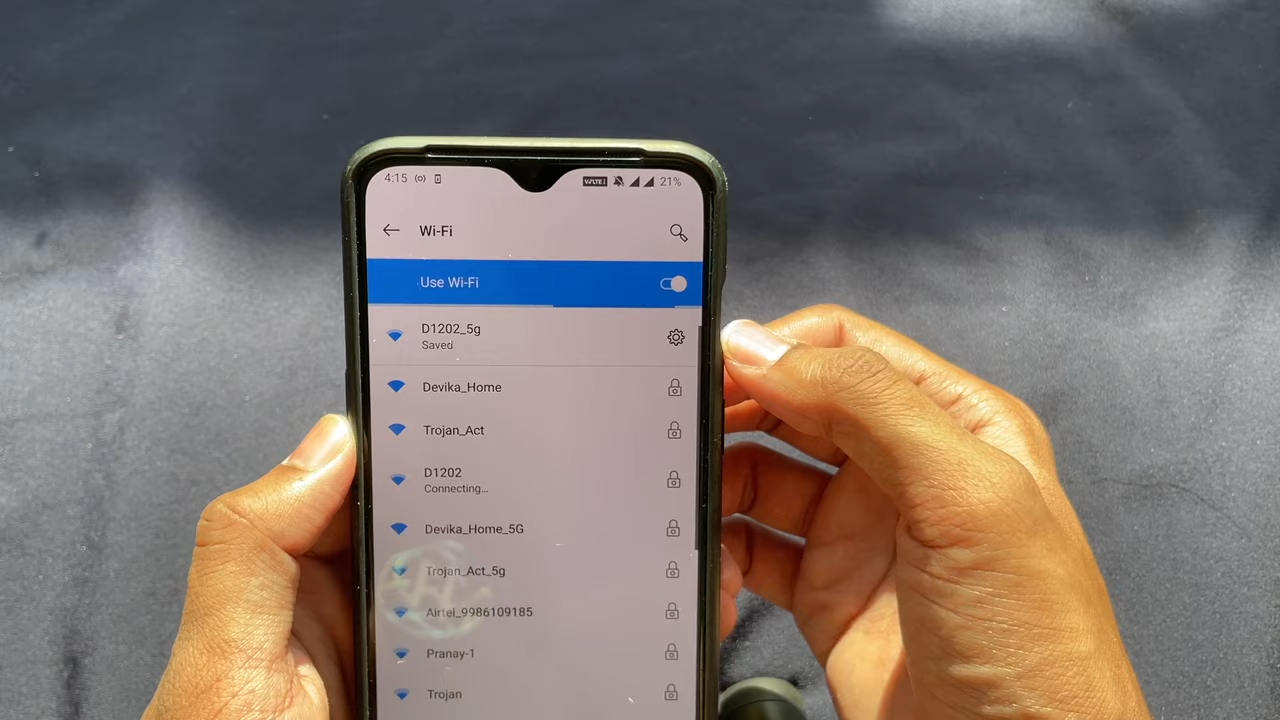 4:15
VoLTE 21%
Wi-Fi
Use Wi-Fi
D1202_5g
Saved
Devika_Home
Trojan_Act
D1202
Connecting...
Devika_Home_5G
Trojan_Act_5g
Airtel_9986109185
Pranay-1
Trojan